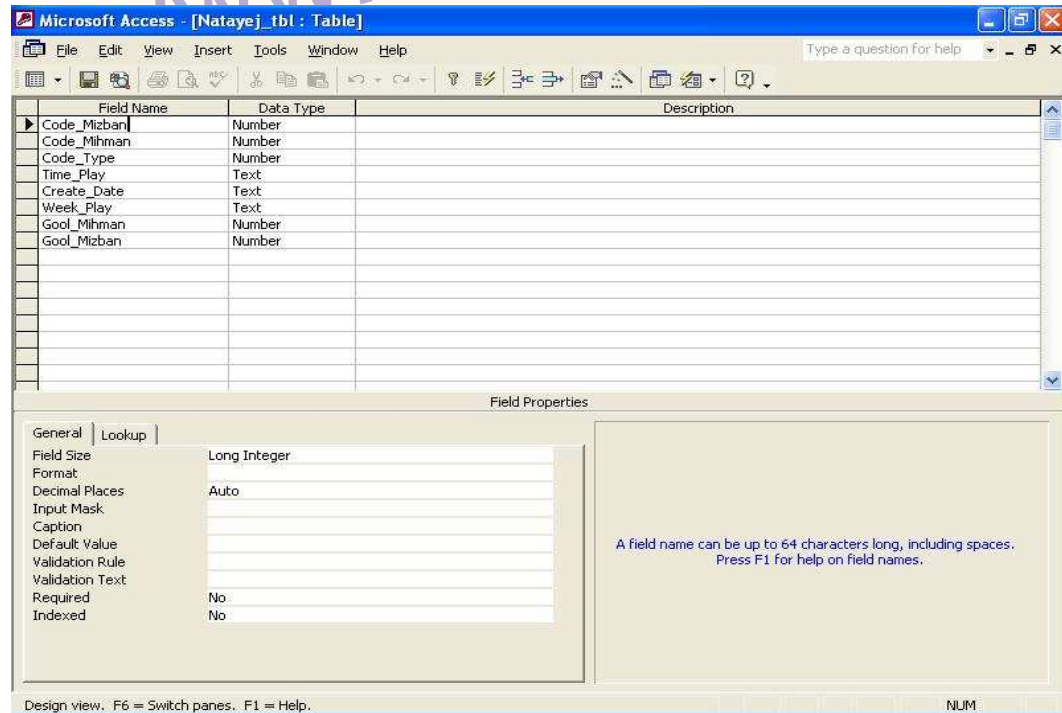 Microsoft Access - [Natayej_tbl : Table]
File Edit View Insert Tools Window Help Type a question for help
Field Name Data Type Description
Code_Mizban Number
Code_Mihman Number
Code_Type Number
Time_Play Text
Create_Date Text
Week_Play Text
Gool_Mihman Number
Gool_Mizban Number
Field Properties
General Lookup
Field Size Long Integer
Format
Decimal Places Auto
Input Mask
Caption
Default Value
Validation Rule
Validation Text
Required No
Indexed No
A field name can be up to 64 characters long, including spaces.
Press F1 for help on field names.
Design view. F6 = Switch panes. F1 = Help. NUM